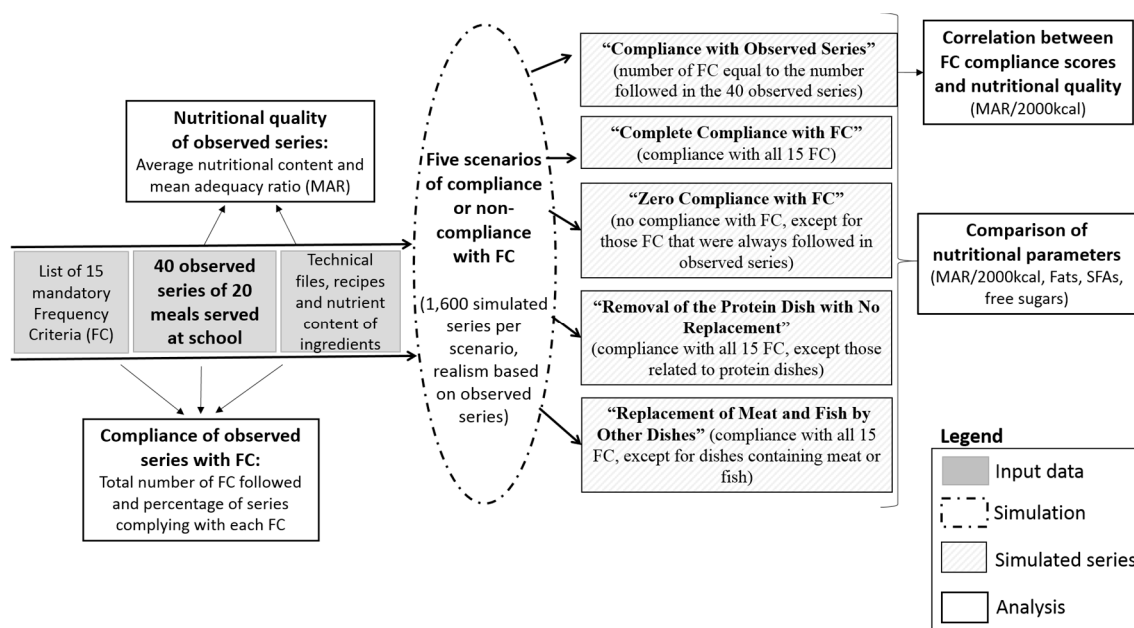 Nutritional quality
of observed series:
Average nutritional content and
mean adequacy ratio (MAR)
List of 15
mandatory
Frequency
Criteria (FC)
40 observed
series of 20
meals served
at school
Technical
files, recipes
and nutrient
content of
ingredients
Compliance of observed
series with FC:
Total number of FC followed
and percentage of series
complying with each FC
Five scenarios
of compliance
or non-
compliance
with FC
(1,600 simulated
series per
scenario,
realism based
on observed
series)
“Compliance with Observed Series”
(number of FC equal to the number
followed in the 40 observed series)
“Complete Compliance with FC”
(compliance with all 15 FC)
“Zero Compliance with FC”
(no compliance with FC, except for
those FC that were always followed in
observed series)
“Removal of the Protein Dish with No
Replacement”
(compliance with all 15 FC, except those
related to protein dishes)
“Replacement of Meat and Fish by
Other Dishes” (compliance with all 15
FC, except for dishes containing meat or
fish)
Correlation between
FC compliance scores
and nutritional quality
(MAR/2000kcal)
Comparison of
nutritional parameters
(MAR/2000kcal, Fats, SFAs,
free sugars)
Legend
Input data
Simulation
Simulated series
Analysis